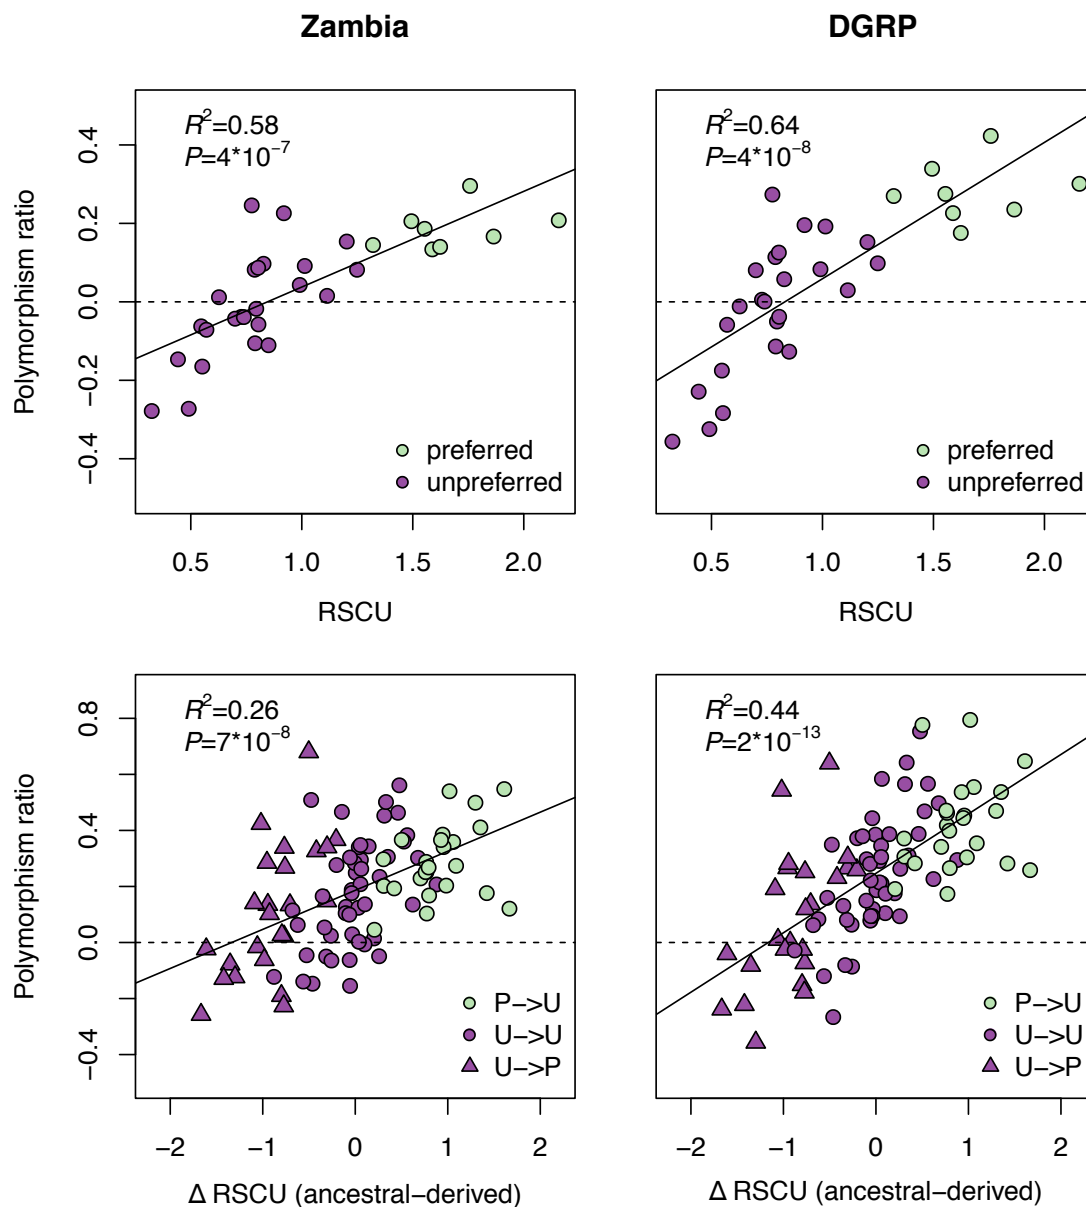 Zambia
DGRP
R²=0.58
P=4*10⁻⁷
R²=0.64
P=4*10⁻⁸
Polymorphism ratio
0.4
0.2
0.0
−0.2
−0.4
preferred
unpreferred
preferred
unpreferred
0.5 1.0 1.5 2.0
0.5 1.0 1.5 2.0
RSCU
RSCU
R²=0.26
P=7*10⁻⁸
R²=0.44
P=2*10⁻¹³
Polymorphism ratio
0.8
0.4
0.0
−0.4
P−>U
U−>U
U−>P
P−>U
U−>U
U−>P
−2 −1 0 1 2
−2 −1 0 1 2
Δ RSCU (ancestral−derived)
Δ RSCU (ancestral−derived)